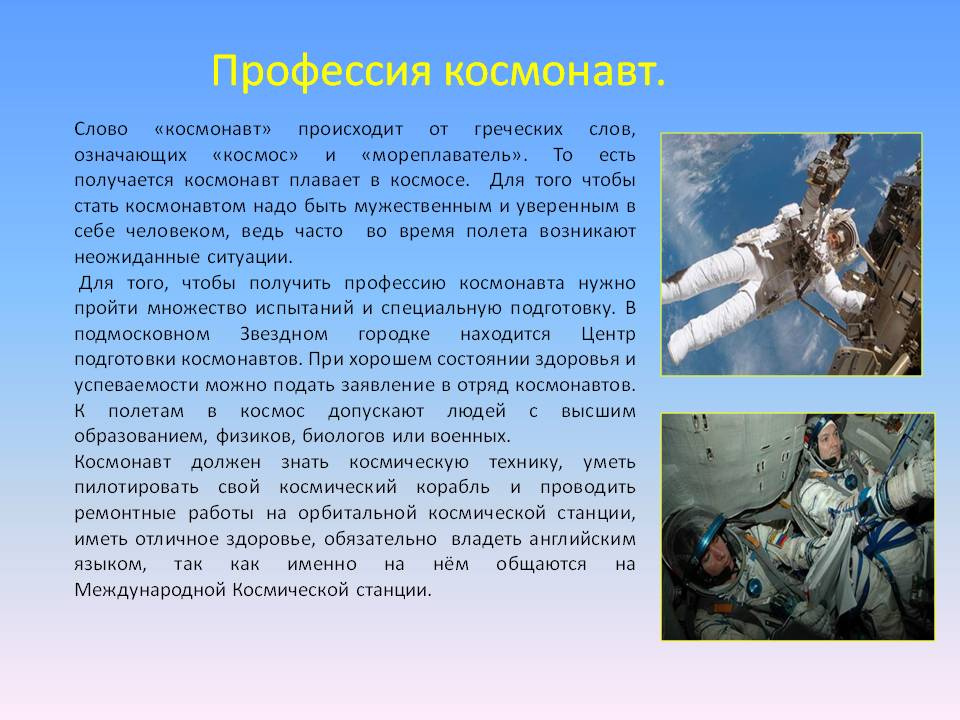 Профессия космонавт.
Слово «космонавт» происходит от греческих слов,
означающих «космос» и «мореплаватель». То есть
получается космонавт плавает в космосе. Для того чтобы
стать космонавтом надо быть мужественным и уверенным в
себе человеком, ведь часто во время полета возникают
неожиданные ситуации.
Для того, чтобы получить профессию космонавта нужно
пройти множество испытаний и специальную подготовку. В
подмосковном Звездном городке находится Центр
подготовки космонавтов. При хорошем состоянии здоровья и
успеваемости можно подать заявление в отряд космонавтов.
К полетам в космос допускают людей с высшим
образованием, физиков, биологов или военных.
Космонавт должен знать космическую технику, уметь
пилотировать свой космический корабль и проводить
ремонтные работы на орбитальной космической станции,
иметь отличное здоровье, обязательно владеть английским
языком, так как именно на нём общаются на
Международной Космической станции.